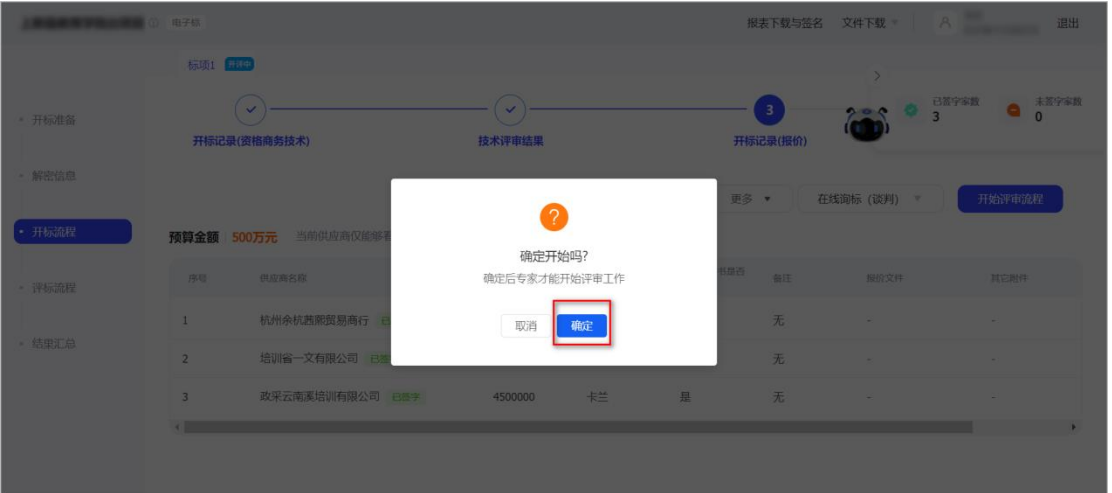 电子标
报表下载与签名 文件下载
退出
标项1 开评中
已签字家数
3
未签字家数
0
3
开标记录(资格商务技术)
技术评审结果
开标记录(报价)
开标准备
解密信息
开标流程
评标流程
结果汇总
更多
在线询标 (谈判)
开始评审流程
预算金额 500万元 当前供应商仅能够看
确定开始吗?
确定后专家才能开始评审工作
取消
确定
序号 供应商名称 备注 报价文件 其它附件
1 杭州余杭茜熙贸易商行 无 - -
2 培训省一文有限公司 无 - -
3 政采云南溪培训有限公司 已签字 4500000 卡兰 是 无 - -